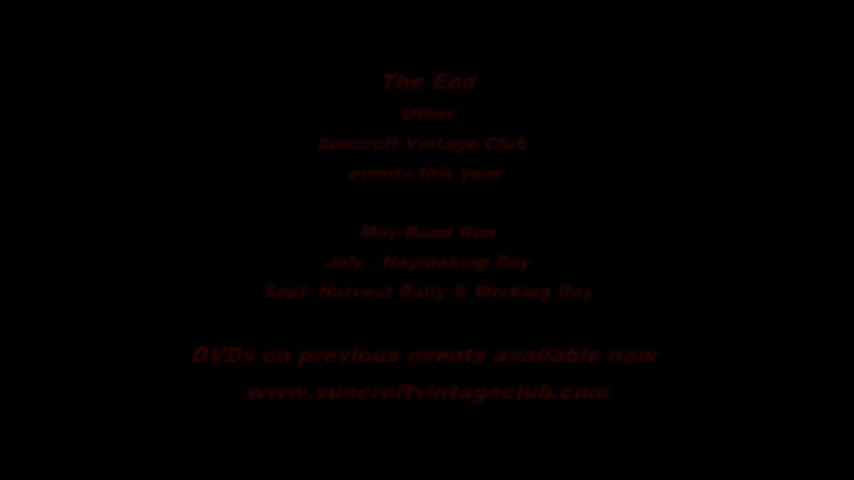 The End
Other
Suncroft Vintage Club
events this year
May-Road Run
July- Haymaking Day
Sept- Harvest Rally & Working Day
DVDs on previous events available now
www.suncroftvintageclub.com